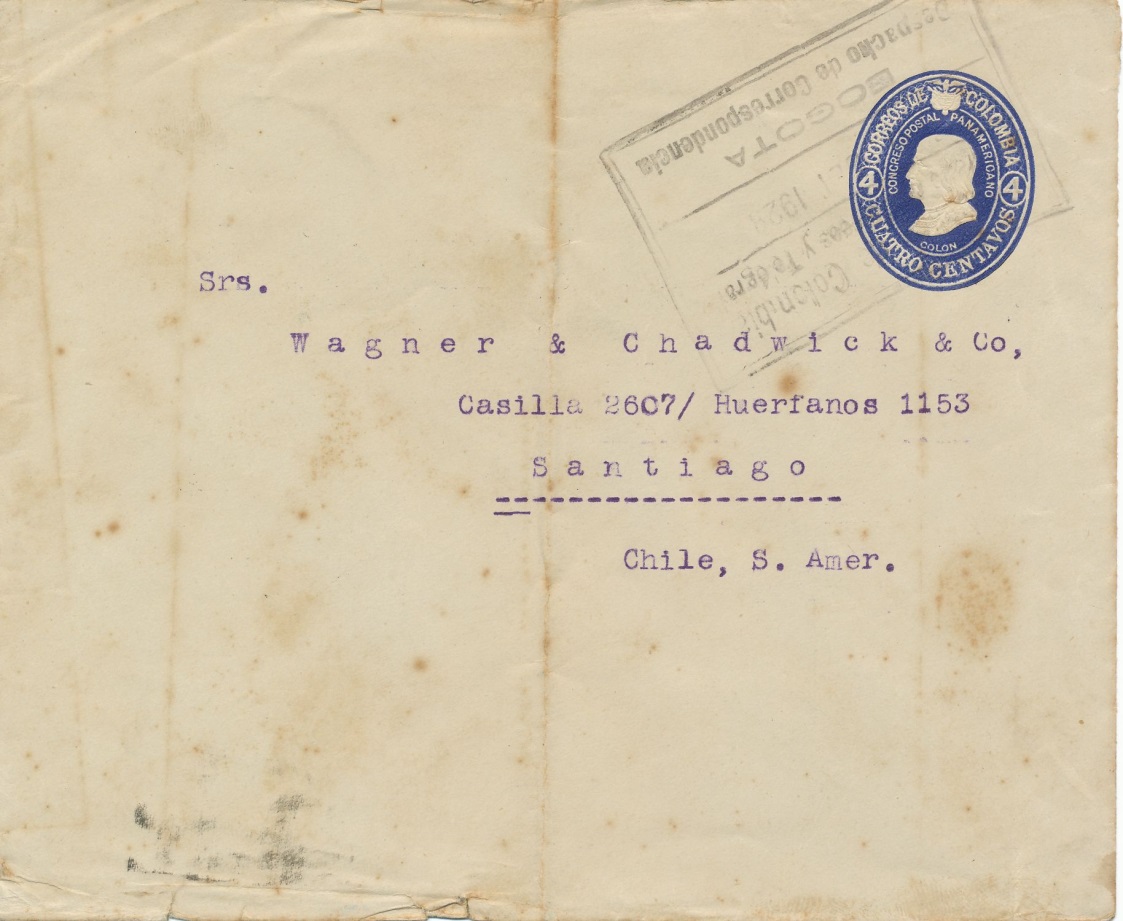 CORREOS DE COLOMBIA
CONGRESO POSTAL PANAMERICANO
4 4
COLON
CUATRO CENTAVOS
Colombia
y
BOGOTA
Despacho de Correspondencia
Srs.
Wagner & Chadwick & Co,
Casilla 2607/ Huerfanos 1153
Santiago
-------------------
Chile, S. Amer.